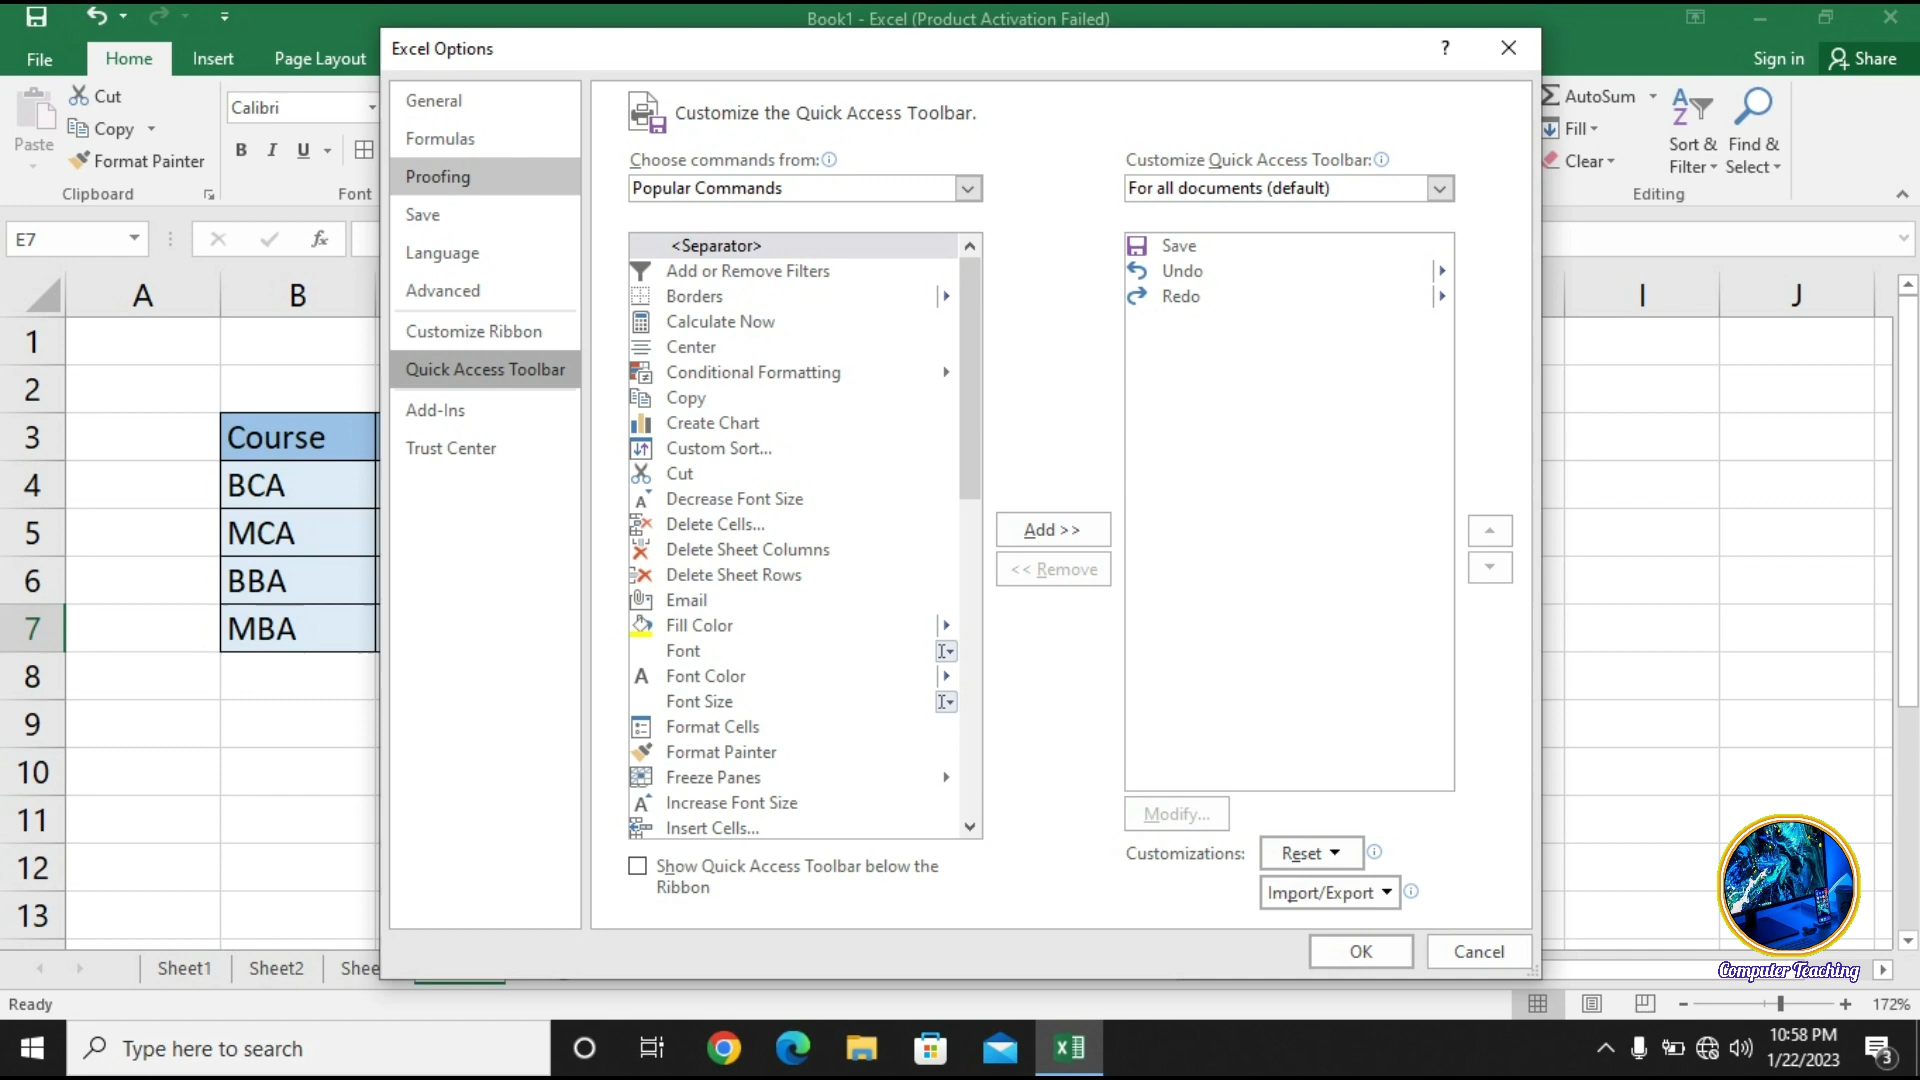 Book1 - Excel (Product Activation Failed)
File
Home
Insert
Page Layout
Sign in
Share
Cut
Copy
Paste
Format Painter
Clipboard
Calibri
B I U
Font
AutoSum
Fill
Clear
Sort &
Filter
Find &
Select
Editing
E7
fx
A
B
I
J
1
2
3
4
5
6
7
8
9
10
11
12
13
Course
BCA
MCA
BBA
MBA
Excel Options
?
General
Formulas
Proofing
Save
Language
Advanced
Customize Ribbon
Quick Access Toolbar
Add-Ins
Trust Center
Customize the Quick Access Toolbar.
Choose commands from:
Popular Commands
<Separator>
Add or Remove Filters
Borders
Calculate Now
Center
Conditional Formatting
Copy
Create Chart
Custom Sort...
Cut
Decrease Font Size
Delete Cells...
Delete Sheet Columns
Delete Sheet Rows
Email
Fill Color
Font
Font Color
Font Size
Format Cells
Format Painter
Freeze Panes
Increase Font Size
Insert Cells...
Show Quick Access Toolbar below the
Ribbon
Add >>
<< Remove
Customize Quick Access Toolbar:
For all documents (default)
Save
Undo
Redo
Modify...
Customizations:
Reset
Import/Export
OK
Cancel
Computer Teaching
Sheet1
Sheet2
Shee
Ready
172%
Type here to search
10:58 PM
1/22/2023
3